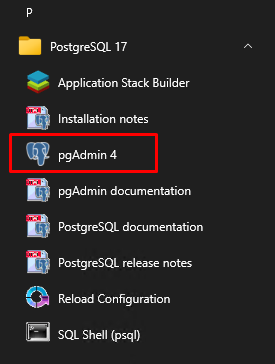 P
PostgreSQL 17
Application Stack Builder
Installation notes
pgAdmin 4
pgAdmin documentation
PostgreSQL documentation
PostgreSQL release notes
Reload Configuration
SQL Shell (psql)